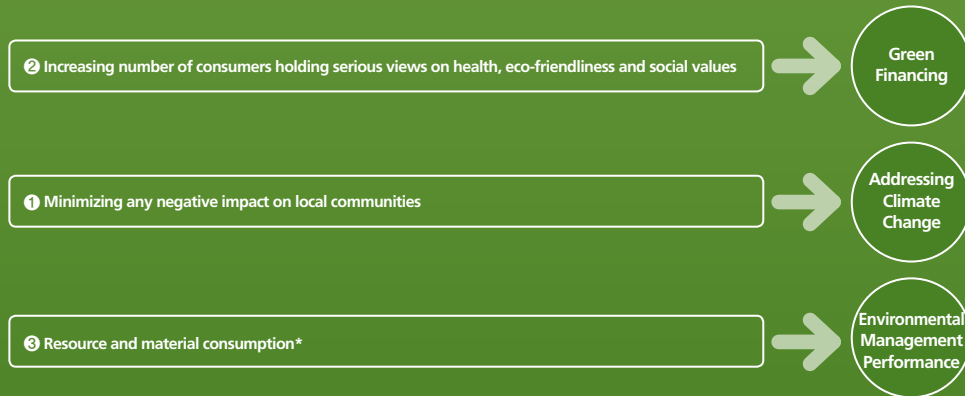 ❷ Increasing number of consumers holding serious views on health, eco-friendliness and social values
Green
Financing
❶ Minimizing any negative impact on local communities
Addressing
Climate
Change
❸ Resource and material consumption*
Environmental
Management
Performance